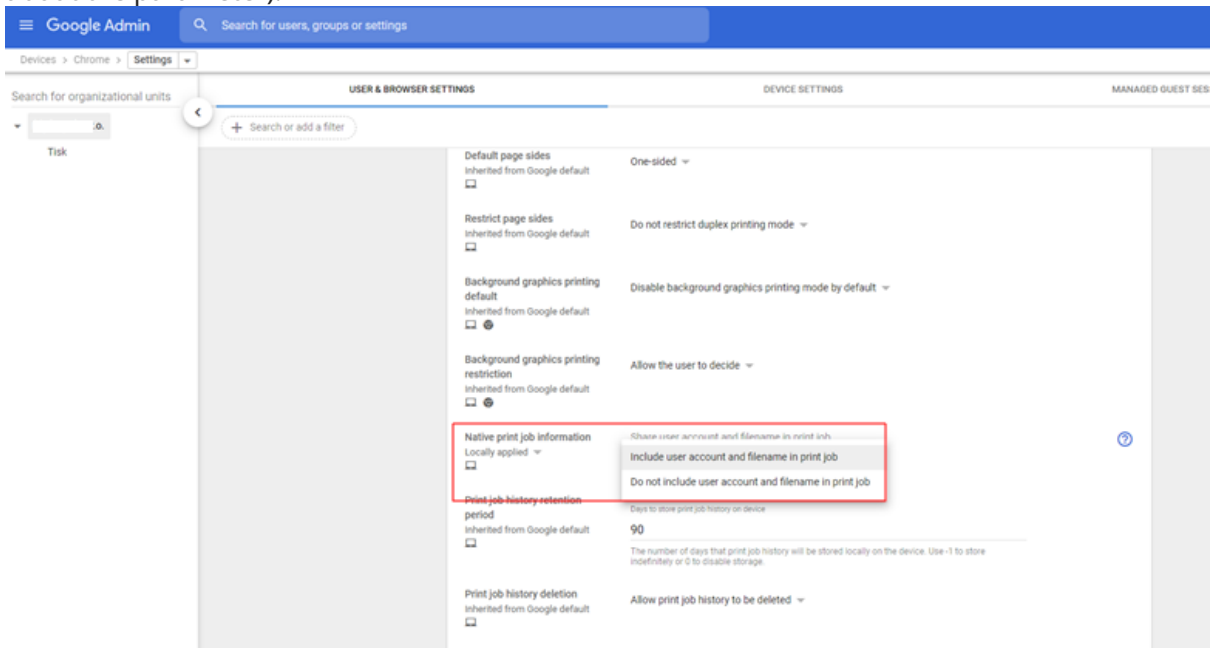 Google Admin
Search for users, groups or settings
Devices > Chrome > Settings
Search for organizational units
USER & BROWSER SETTINGS
DEVICE SETTINGS
MANAGED GUEST SES
.o.
Tisk
+ Search or add a filter
Default page sides
Inherited from Google default
One-sided
Restrict page sides
Inherited from Google default
Do not restrict duplex printing mode
Background graphics printing
default
Inherited from Google default
Disable background graphics printing mode by default
Background graphics printing
restriction
Inherited from Google default
Allow the user to decide
Native print job information
Locally applied
Share user account and filename in print job
Include user account and filename in print job
Do not include user account and filename in print job
Print job history retention
period
Inherited from Google default
Days to store print job history on device
90
The number of days that print job history will be stored locally on the device. Use -1 to store
indefinitely or 0 to disable storage.
Print job history deletion
Inherited from Google default
Allow print job history to be deleted